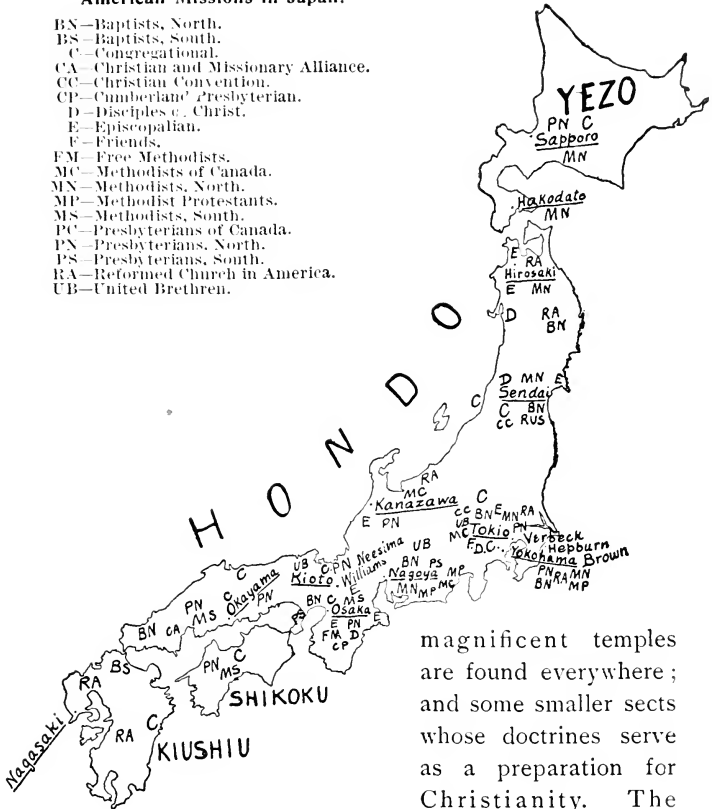 American Missions in Japan.
BN—Baptists, North.
BS—Baptists, South.
C—Congregational.
CA—Christian and Missionary Alliance.
CC—Christian Convention.
CP—Cumberland Presbyterian.
D—Disciples c. Christ.
E—Episcopalian.
F—Friends.
FM—Free Methodists.
MC—Methodists of Canada.
MN—Methodists, North.
MP—Methodist Protestants.
MS—Methodists, South.
PC—Presbyterians of Canada.
PN—Presbyterians, North.
PS—Presbyterians, South.
RA—Reformed Church in America.
UB—United Brethren.
YEZO
PN C
Sapporo
MN
Hakodato
MN
E
RA
Hirosaki
E MN
D RA
BN
HONDO
D MN E
Sendai
C BN
CC RUS
C
RA
MC
Kanazawa
E PN
C
CC BN E MN RA
UB Tokio PN
MC F.D.C.
Verbeck
Hepburn
Yokohama Brown
PN RA MN
BN MP
UB
BN PS
Nagoya MP
MN MP MC
UB C PN Neesima
Kioto Williams
E
BN C MS
Osaka
E PN E
FM D
CP
PS
C
C
PN C Okayama
MS PN
BN CA
BS
RA
PN C
MS
SHIKOKU
RA C
KIUSHIU
Nagasaki
magnificent temples
are found everywhere;
and some smaller sects
whose doctrines serve
as a preparation for
Christianity. The